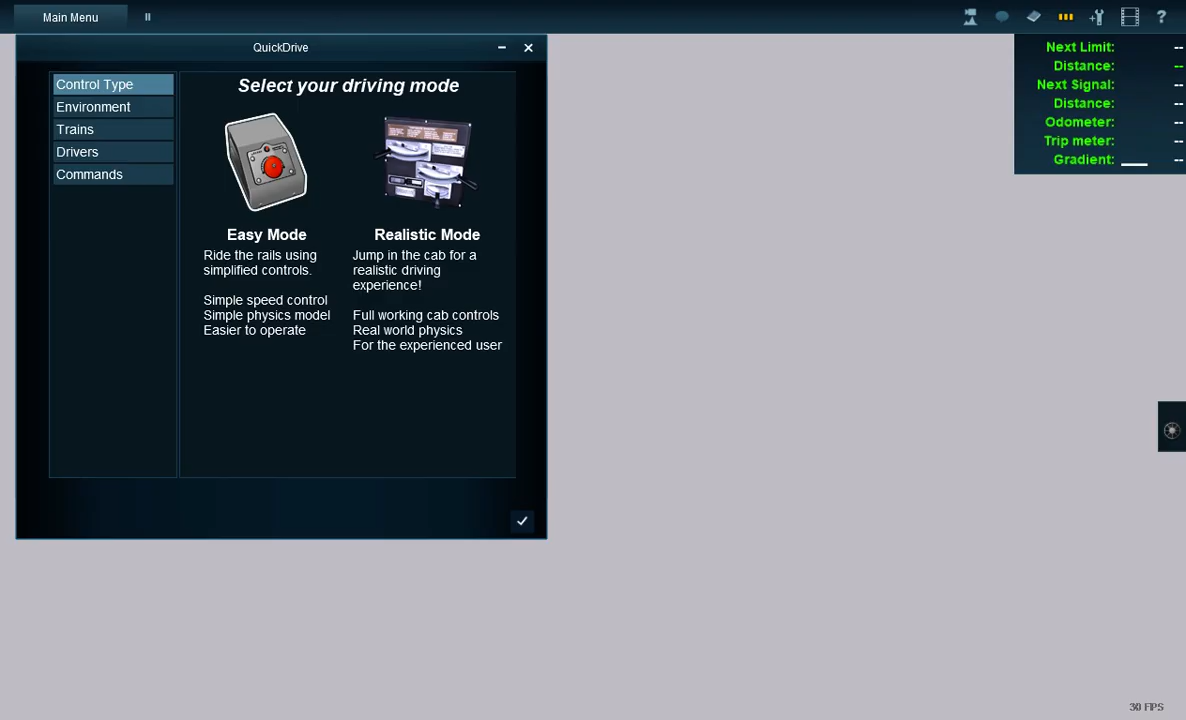 Main Menu
QuickDrive
Control Type
Environment
Trains
Drivers
Commands
Select your driving mode
Easy Mode
Ride the rails using
simplified controls.
Simple speed control
Simple physics model
Easier to operate
Realistic Mode
Jump in the cab for a
realistic driving
experience!
Full working cab controls
Real world physics
For the experienced user
Next Limit: --
Distance: --
Next Signal: --
Distance: --
Odometer: --
Trip meter: --
Gradient: --
30 FPS